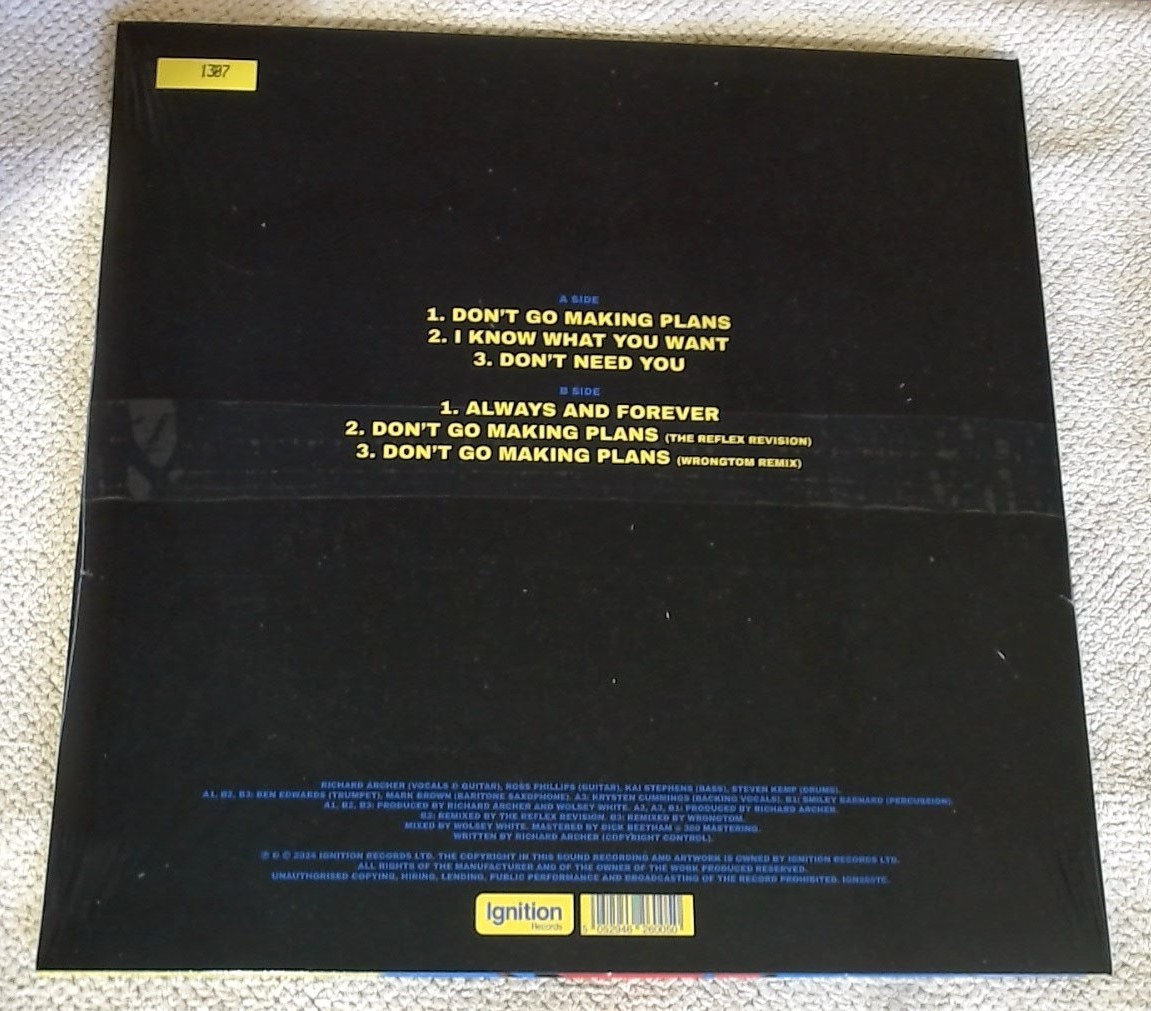 1307
A SIDE
1. DON'T GO MAKING PLANS
2. I KNOW WHAT YOU WANT
3. DON'T NEED YOU
B SIDE
1. ALWAYS AND FOREVER
2. DON'T GO MAKING PLANS (THE REFLEX REVISION)
3. DON'T GO MAKING PLANS (WRONGTOM REMIX)
RICHARD ARCHER (VOCALS & GUITAR), ROSS PHILLIPS (GUITAR), KAI STEPHENS (BASS), STEVEN KEMP (DRUMS).
A1, B2, B3: BEN EDWARDS (TRUMPET), MARK BROWN (BARITONE SAXOPHONE). A3: KRYSTEN CUMMINGS (BACKING VOCALS). B1: SMILEY BARNARD (PERCUSSION).
A1, B2, B3: PRODUCED BY RICHARD ARCHER AND WOLSEY WHITE. A2, A3, B1: PRODUCED BY RICHARD ARCHER.
B2: REMIXED BY THE REFLEX REVISION. B3: REMIXED BY WRONGTOM.
MIXED BY WOLSEY WHITE. MASTERED BY DICK BEETHAM @ 360 MASTERING.
WRITTEN BY RICHARD ARCHER (COPYRIGHT CONTROL).
℗ & © 2024 IGNITION RECORDS LTD. THE COPYRIGHT IN THIS SOUND RECORDING AND ARTWORK IS OWNED BY IGNITION RECORDS LTD.
ALL RIGHTS OF THE MANUFACTURER AND OF THE OWNER OF THE WORK PRODUCED RESERVED.
UNAUTHORISED COPYING, HIRING, LENDING, PUBLIC PERFORMANCE AND BROADCASTING OF THE RECORD PROHIBITED.
Ignition
Records
5 052946 260050